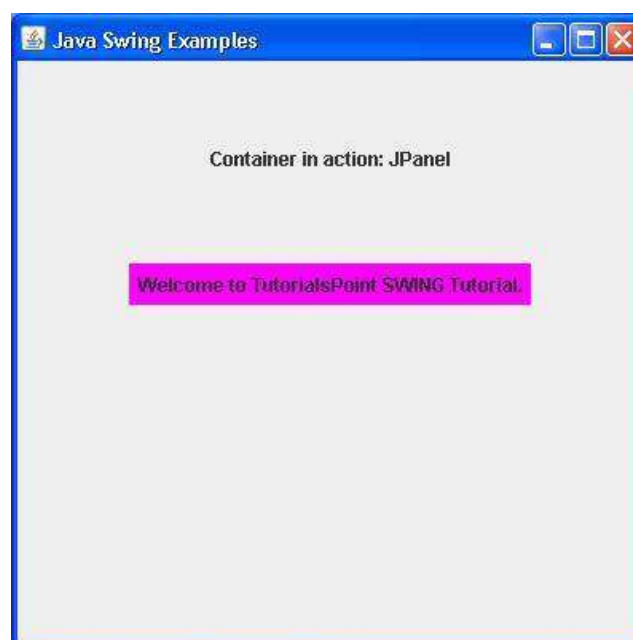 Java Swing Examples
Container in action: JPanel
Welcome to TutorialsPoint SWING Tutorial.